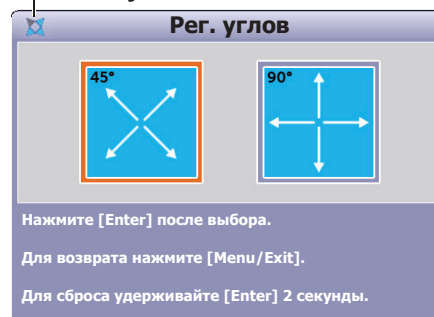 Рег. углов
45°
90°
Нажмите [Enter] после выбора.
Для возврата нажмите [Menu/Exit].
Для сброса удерживайте [Enter] 2 секунды.